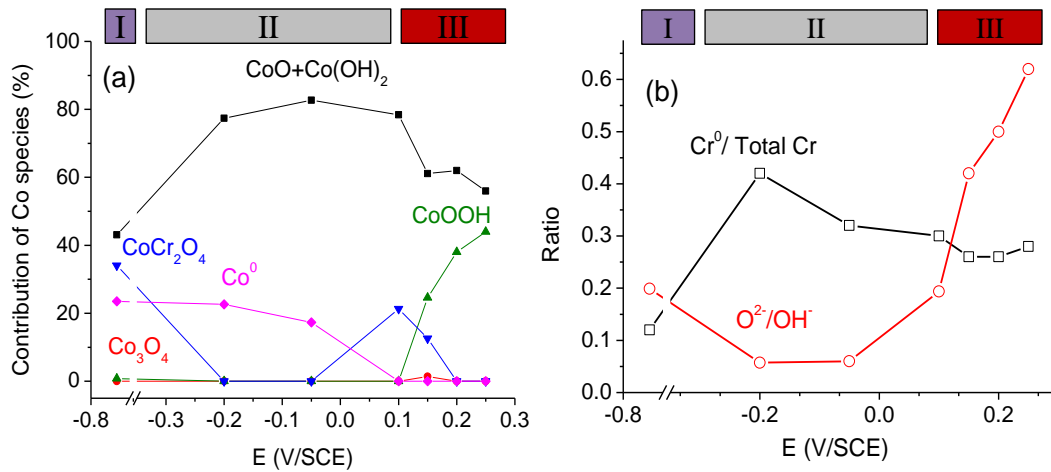 I II III
(a)
CoO+Co(OH)₂
CoCr₂O₄
Co⁰
CoOOH
Co₃O₄
Contribution of Co species (%)
100
80
60
40
20
0
-0.8 -0.2 -0.1 0.0 0.1 0.2 0.3
E (V/SCE)
I II III
(b)
Cr⁰/ Total Cr
O²⁻/OH⁻
Ratio
0.6
0.5
0.4
0.3
0.2
0.1
0.0
-0.8 -0.2 0.0 0.2
E (V/SCE)